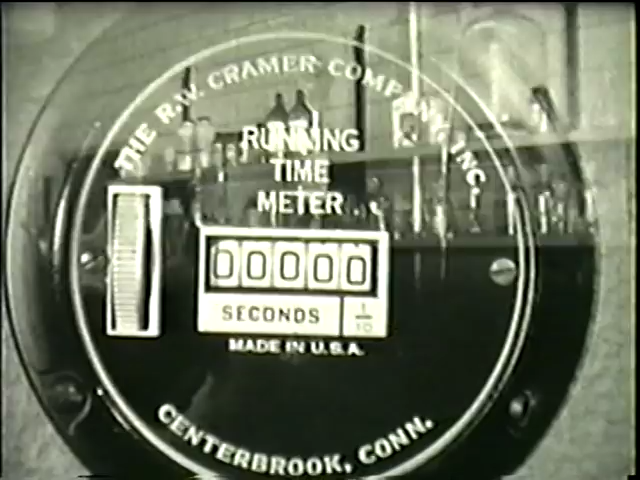 THE R.W. CRAMER COMPANY, INC.
RUNNING
TIME
METER
00000
SECONDS 1/10
MADE IN U.S.A.
CENTERBROOK, CONN.